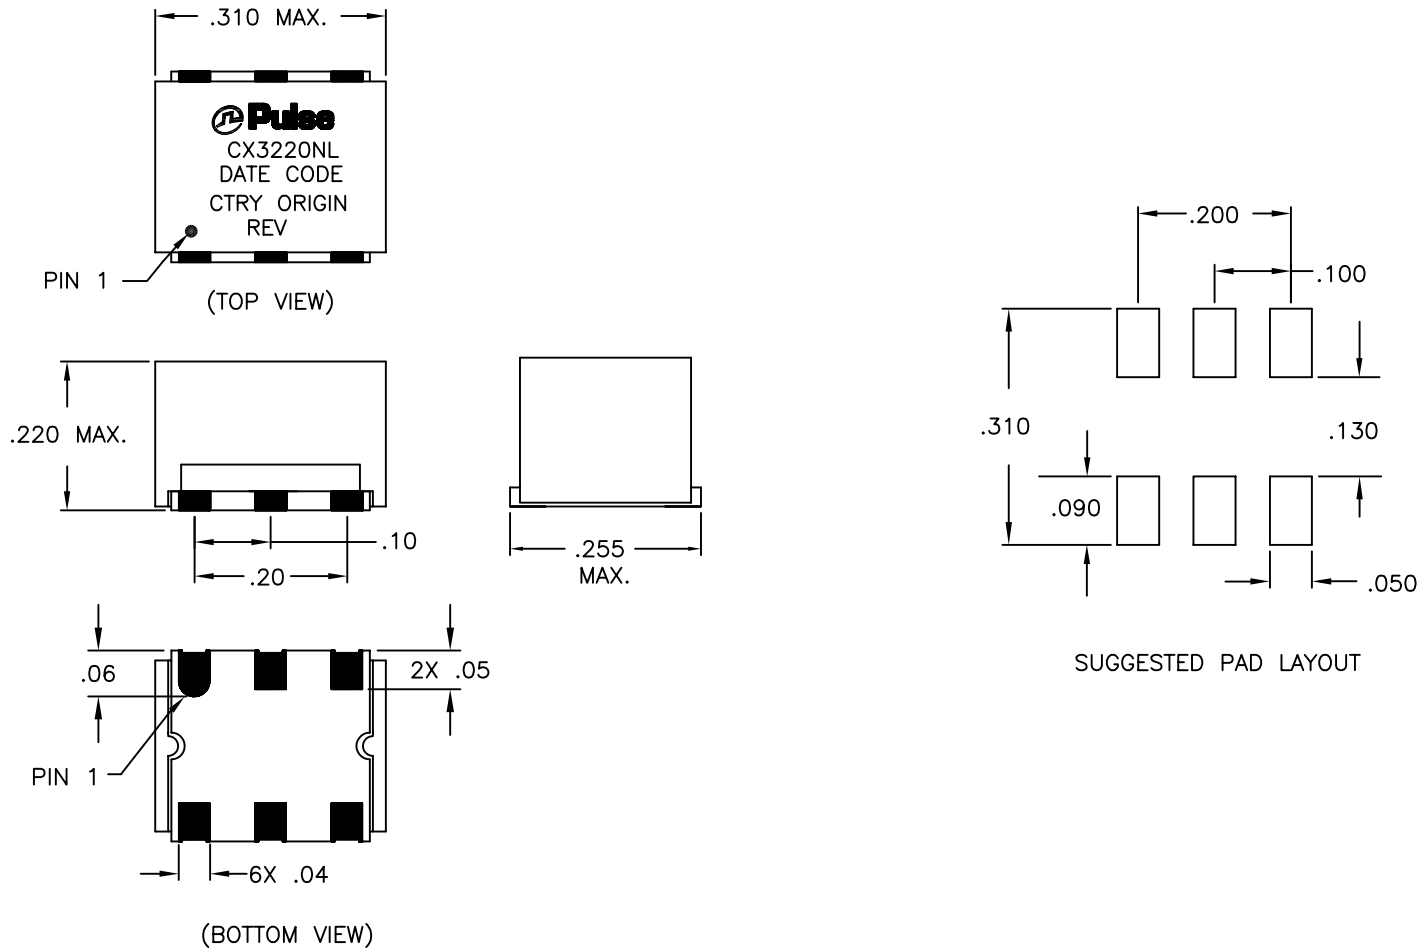 .310 MAX.
Pulse
CX3220NL
DATE CODE
CTRY ORIGIN
REV
PIN 1
(TOP VIEW)
.220 MAX.
.10
.20
.255
MAX.
.06
2X .05
PIN 1
6X .04
(BOTTOM VIEW)
.200
.100
.310
.130
.090
.050
SUGGESTED PAD LAYOUT